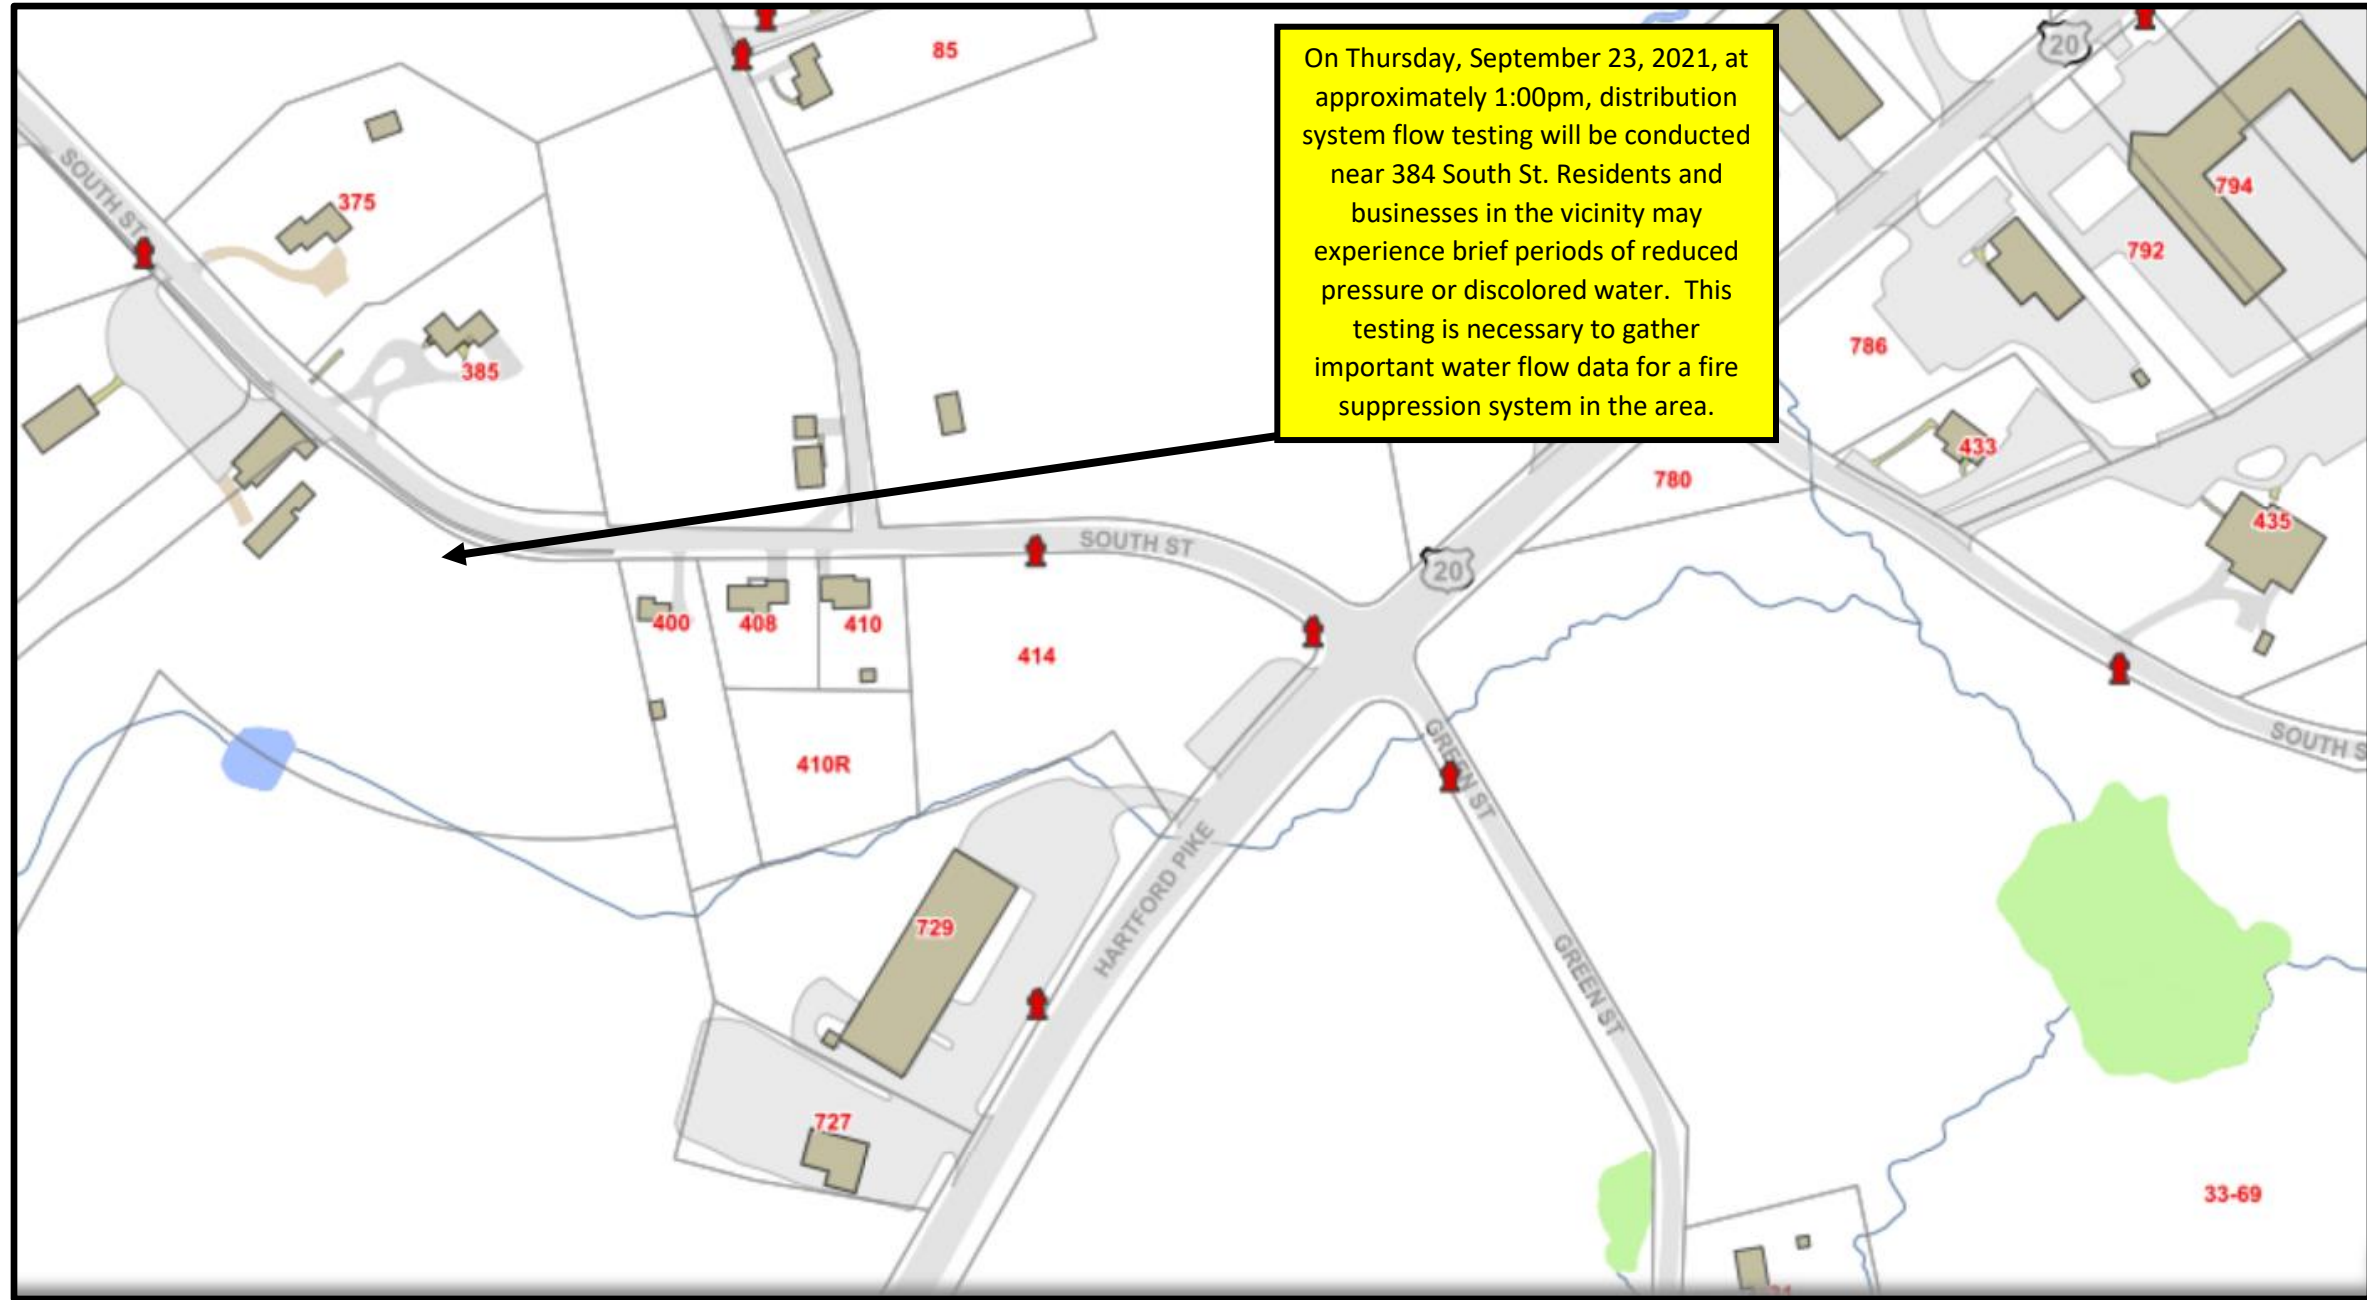 85
On Thursday, September 23, 2021, at
approximately 1:00pm, distribution
system flow testing will be conducted
near 384 South St. Residents and
businesses in the vicinity may
experience brief periods of reduced
pressure or discolored water.  This
testing is necessary to gather
important water flow data for a fire
suppression system in the area.
20
SOUTH ST
375
794
792
385
786
433
780
435
SOUTH ST
20
400
408
410
414
GREEN ST
SOUTH S
410R
HARTFORD PIKE
729
GREEN ST
727
33-69